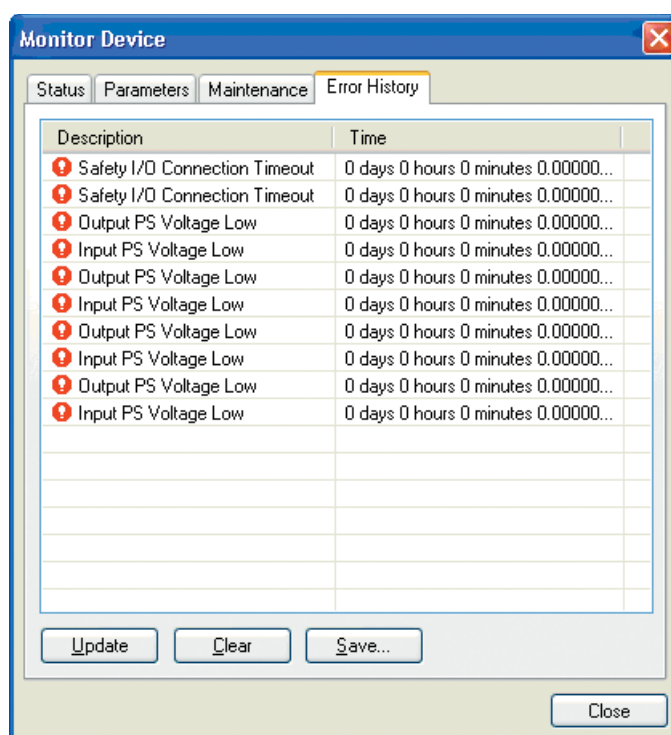 Monitor Device
Status Parameters Maintenance Error History
Description Time
Safety I/O Connection Timeout 0 days 0 hours 0 minutes 0.00000...
Safety I/O Connection Timeout 0 days 0 hours 0 minutes 0.00000...
Output PS Voltage Low 0 days 0 hours 0 minutes 0.00000...
Input PS Voltage Low 0 days 0 hours 0 minutes 0.00000...
Output PS Voltage Low 0 days 0 hours 0 minutes 0.00000...
Input PS Voltage Low 0 days 0 hours 0 minutes 0.00000...
Output PS Voltage Low 0 days 0 hours 0 minutes 0.00000...
Input PS Voltage Low 0 days 0 hours 0 minutes 0.00000...
Output PS Voltage Low 0 days 0 hours 0 minutes 0.00000...
Input PS Voltage Low 0 days 0 hours 0 minutes 0.00000...
Update Clear Save...
Close